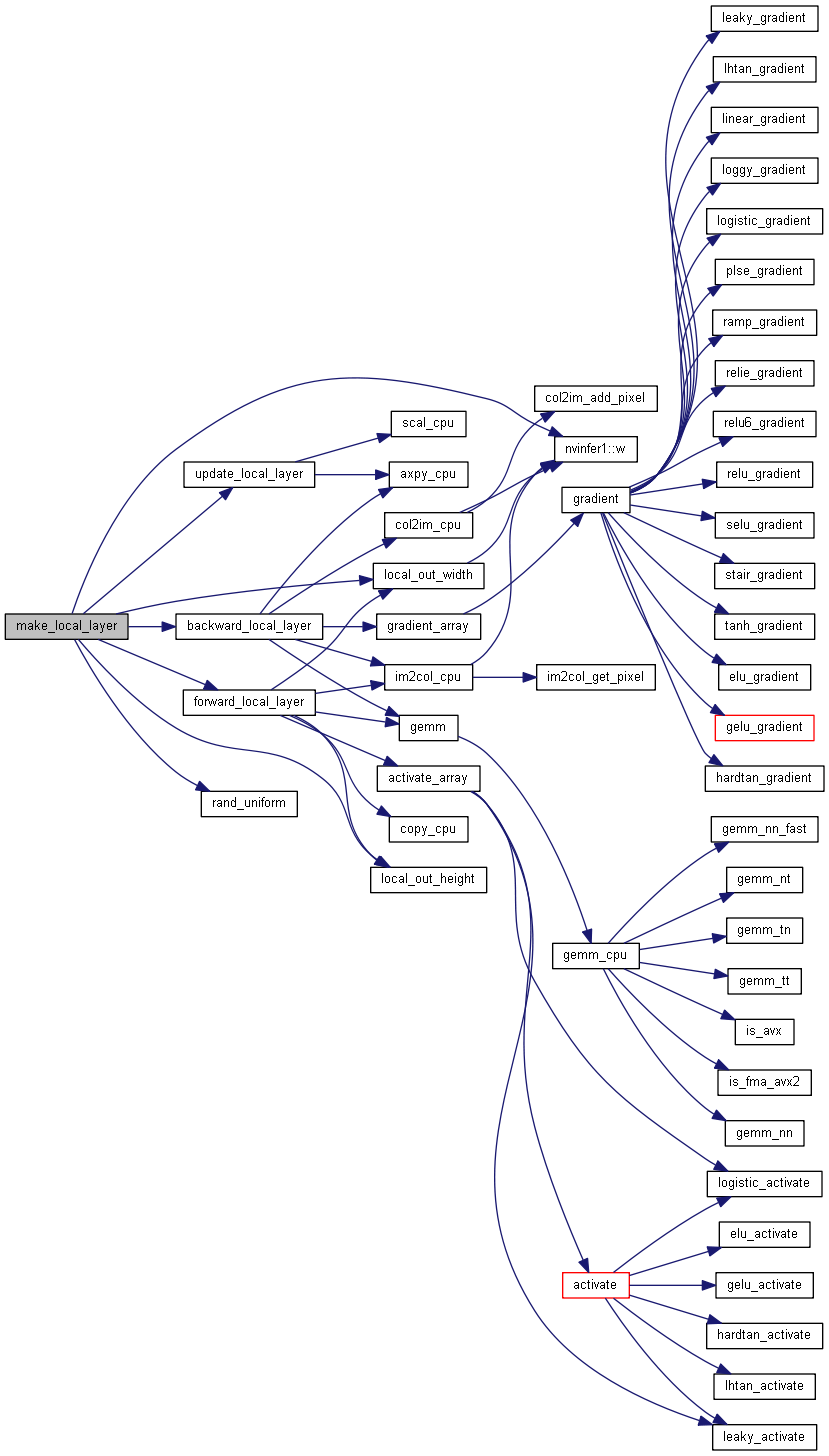 leaky_gradient
lhtan_gradient
linear_gradient
loggy_gradient
logistic_gradient
plse_gradient
ramp_gradient
relie_gradient
col2im_add_pixel
scal_cpu
relu6_gradient
nvinfer1::w
update_local_layer
axpy_cpu
relu_gradient
gradient
col2im_cpu
selu_gradient
local_out_width
stair_gradient
make_local_layer
backward_local_layer
gradient_array
tanh_gradient
im2col_cpu
im2col_get_pixel
elu_gradient
forward_local_layer
gemm
gelu_gradient
activate_array
hardtan_gradient
rand_uniform
copy_cpu
gemm_nn_fast
local_out_height
gemm_nt
gemm_tn
gemm_cpu
gemm_tt
is_avx
is_fma_avx2
gemm_nn
logistic_activate
elu_activate
activate
gelu_activate
hardtan_activate
lhtan_activate
leaky_activate